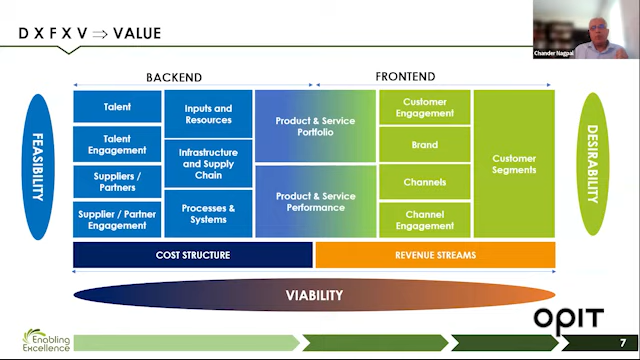 D X F X V ⇒ VALUE
Chander Nagpal
BACKEND
FRONTEND
FEASIBILITY
Talent
Talent
Engagement
Suppliers /
Partners
Supplier / Partner
Engagement
Inputs and
Resources
Infrastructure
and Supply
Chain
Processes &
Systems
Product & Service
Portfolio
Product & Service
Performance
Customer
Engagement
Brand
Channels
Channel
Engagement
Customer
Segments
DESIRABILITY
COST STRUCTURE
REVENUE STREAMS
VIABILITY
OPIT
Enabling
Excellence
7